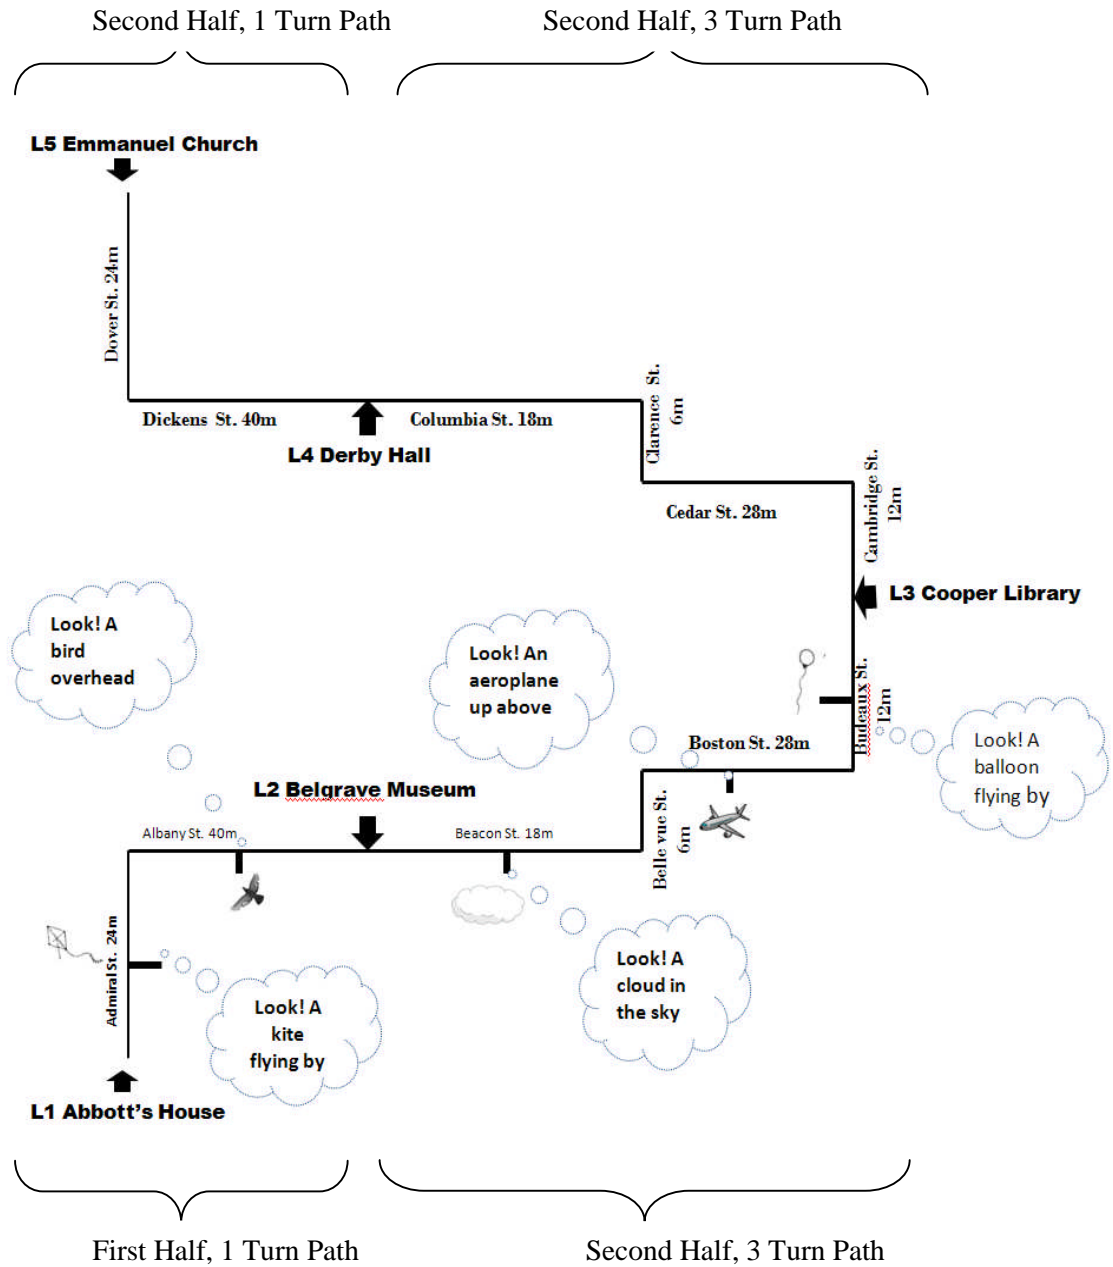 Second Half, 1 Turn Path
Second Half, 3 Turn Path
L5 Emmanuel Church
Dover St. 24m
Dickens St. 40m
Columbia St. 18m
L4 Derby Hall
Clarence St.
6m
Cedar St. 28m
Cambridge St.
12m
L3 Cooper Library
Look! A
bird
overhead
Look! An
aeroplane
up above
Budeaux St.
12m
Look! A
balloon
flying by
Boston St. 28m
L2 Belgrave Museum
Albany St. 40m
Beacon St. 18m
Belle vue St.
6m
Admiral St. 24m
Look! A
cloud in
the sky
Look! A
kite
flying by
L1 Abbott's House
First Half, 1 Turn Path
Second Half, 3 Turn Path